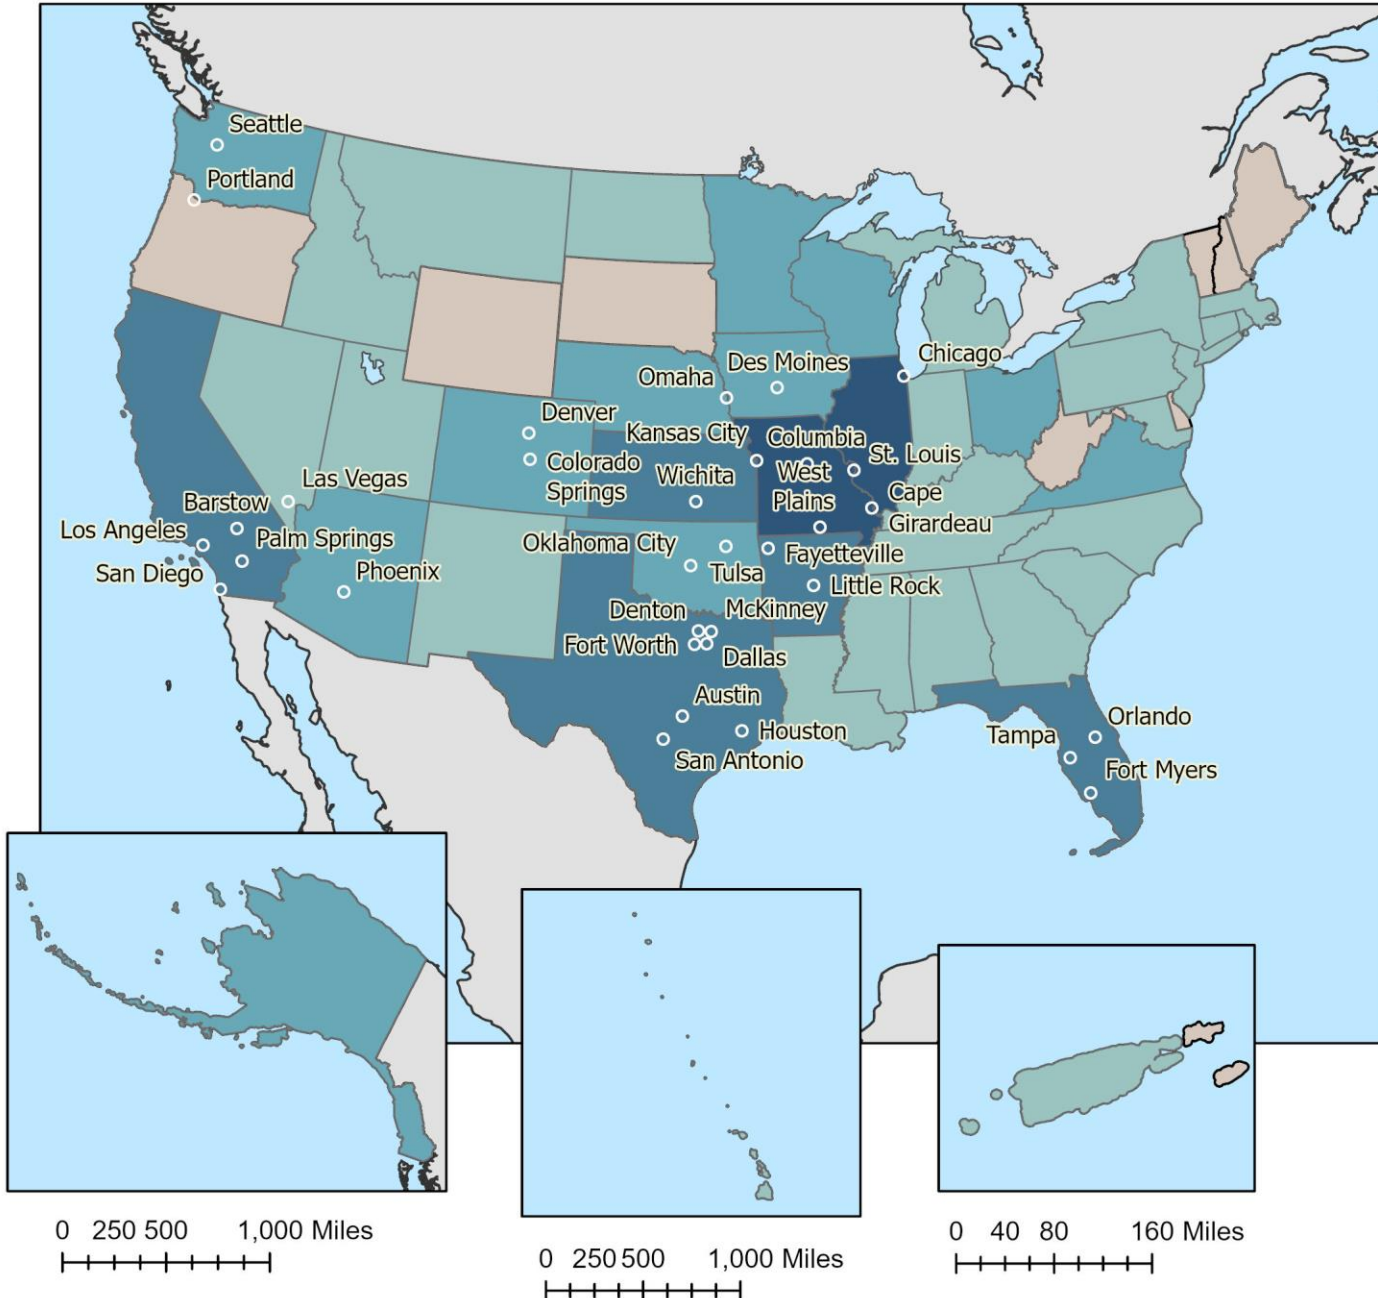 Seattle
Portland
Chicago
Des Moines
Omaha
Denver
Kansas City
Columbia
St. Louis
Colorado
Springs
Wichita
West
Plains
Las Vegas
Cape
Girardeau
Barstow
Los Angeles
Palm Springs
Oklahoma City
Fayetteville
San Diego
Phoenix
Tulsa
Little Rock
Denton
McKinney
Fort Worth
Dallas
Austin
Houston
San Antonio
Orlando
Tampa
Fort Myers
0 250 500 1,000 Miles
0 250 500 1,000 Miles
0 40 80 160 Miles